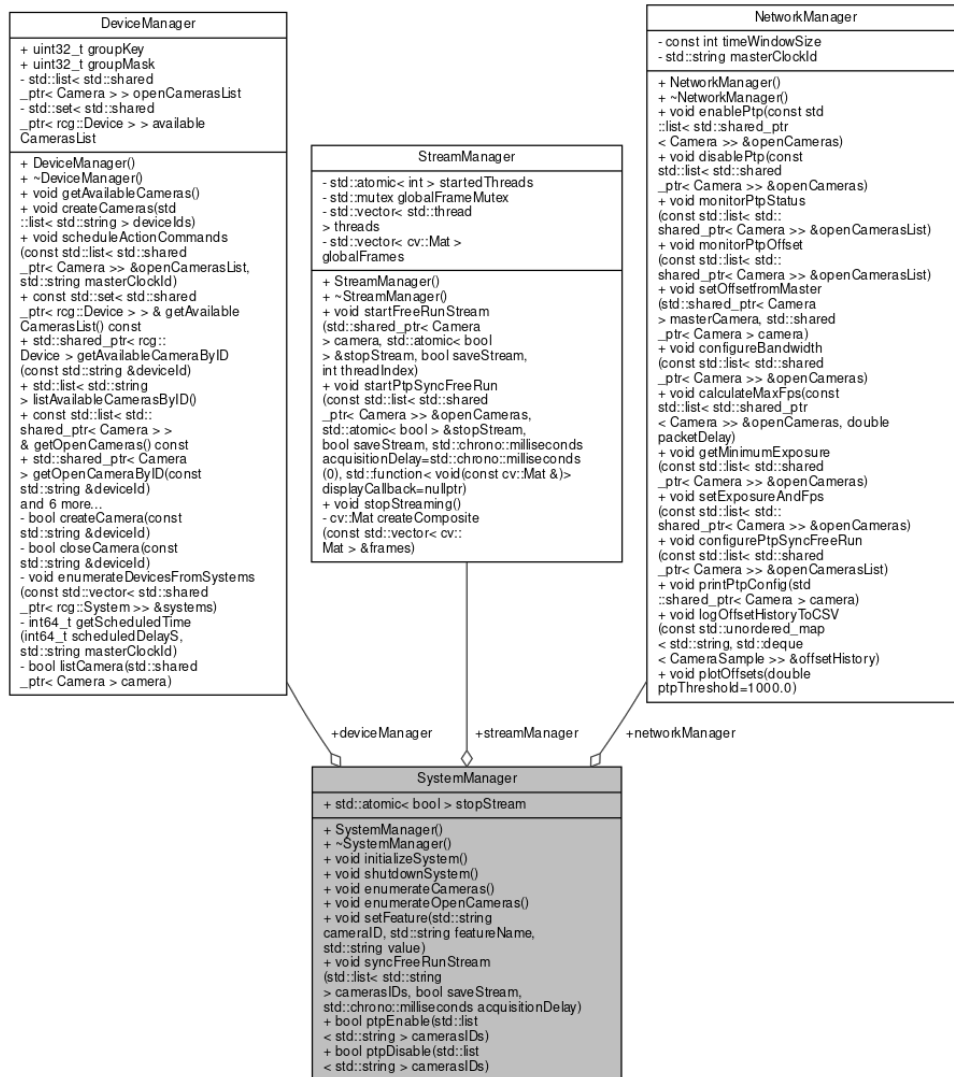 DeviceManager
+ uint32_t groupKey
+ uint32_t groupMask
- std::list< std::shared
_ptr< Camera > > openCamerasList
- std::set< std::shared
_ptr< rcg::Device > > available
CamerasList
+ DeviceManager()
+ ~DeviceManager()
+ void getAvailableCameras()
+ void createCameras(std
::list< std::string > deviceIds)
+ void scheduleActionCommands
(const std::list< std::shared
_ptr< Camera >> &openCamerasList,
std::string masterClockId)
+ const std::set< std::shared
_ptr< rcg::Device > > & getAvailable
CamerasList() const
+ std::shared_ptr< rcg::
Device > getAvailableCameraByID
(const std::string &deviceId)
+ std::list< std::string
> listAvailableCamerasByID()
+ const std::list< std::
shared_ptr< Camera > >
& getOpenCameras() const
+ std::shared_ptr< Camera
> getOpenCameraByID(const
std::string &deviceId)
and 6 more...
- bool createCamera(const
std::string &deviceId)
- bool closeCamera(const
std::string &deviceId)
- void enumerateDevicesFromSystems
(const std::vector< std::shared
_ptr< rcg::System >> &systems)
- int64_t getScheduledTime
(int64_t scheduledDelayS,
std::string masterClockId)
- bool listCamera(std::shared
_ptr< Camera > camera)
StreamManager
- std::atomic< int > startedThreads
- std::mutex globalFrameMutex
- std::vector< std::thread
> threads
- std::vector< cv::Mat >
globalFrames
+ StreamManager()
+ ~StreamManager()
+ void startFreeRunStream
(std::shared_ptr< Camera
> camera, std::atomic< bool
> &stopStream, bool saveStream,
int threadIndex)
+ void startPtpSyncFreeRun
(const std::list< std::shared
_ptr< Camera >> &openCameras,
std::atomic< bool > &stopStream,
bool saveStream, std::chrono::milliseconds
acquisitionDelay=std::chrono::milliseconds
(0), std::function< void(const cv::Mat &)>
displayCallback=nullptr)
+ void stopStreaming()
- cv::Mat createComposite
(const std::vector< cv::
Mat > &frames)
NetworkManager
- const int timeWindowSize
- std::string masterClockId
+ NetworkManager()
+ ~NetworkManager()
+ void enablePtp(const std
::list< std::shared_ptr
< Camera >> &openCameras)
+ void disablePtp(const
std::list< std::shared
_ptr< Camera >> &openCameras)
+ void monitorPtpStatus
(const std::list< std::
shared_ptr< Camera >> &openCamerasList)
+ void monitorPtpOffset
(const std::list< std::
shared_ptr< Camera >> &openCamerasList)
+ void setOffsetfromMaster
(std::shared_ptr< Camera
> masterCamera, std::shared
_ptr< Camera > camera)
+ void configureBandwidth
(const std::list< std::shared
_ptr< Camera >> &openCameras)
+ void calculateMaxFps(const
std::list< std::shared_ptr
< Camera >> &openCameras, double
packetDelay)
+ void getMinimumExposure
(const std::list< std::shared
_ptr< Camera >> &openCameras)
+ void setExposureAndFps
(const std::list< std::
shared_ptr< Camera >> &openCameras)
+ void configurePtpSyncFreeRun
(const std::list< std::shared
_ptr< Camera >> &openCamerasList)
+ void printPtpConfig(std
::shared_ptr< Camera > camera)
+ void logOffsetHistoryToCSV
(const std::unordered_map
< std::string, std::deque
< CameraSample >> &offsetHistory)
+ void plotOffsets(double
ptpThreshold=1000.0)
+deviceManager
+streamManager
+networkManager
SystemManager
+ std::atomic< bool > stopStream
+ SystemManager()
+ ~SystemManager()
+ void initializeSystem()
+ void shutdownSystem()
+ void enumerateCameras()
+ void enumerateOpenCameras()
+ void setFeature(std::string
cameraID, std::string featureName,
std::string value)
+ void syncFreeRunStream
(std::list< std::string
> camerasIDs, bool saveStream,
std::chrono::milliseconds acquisitionDelay)
+ bool ptpEnable(std::list
< std::string > camerasIDs)
+ bool ptpDisable(std::list
< std::string > camerasIDs)